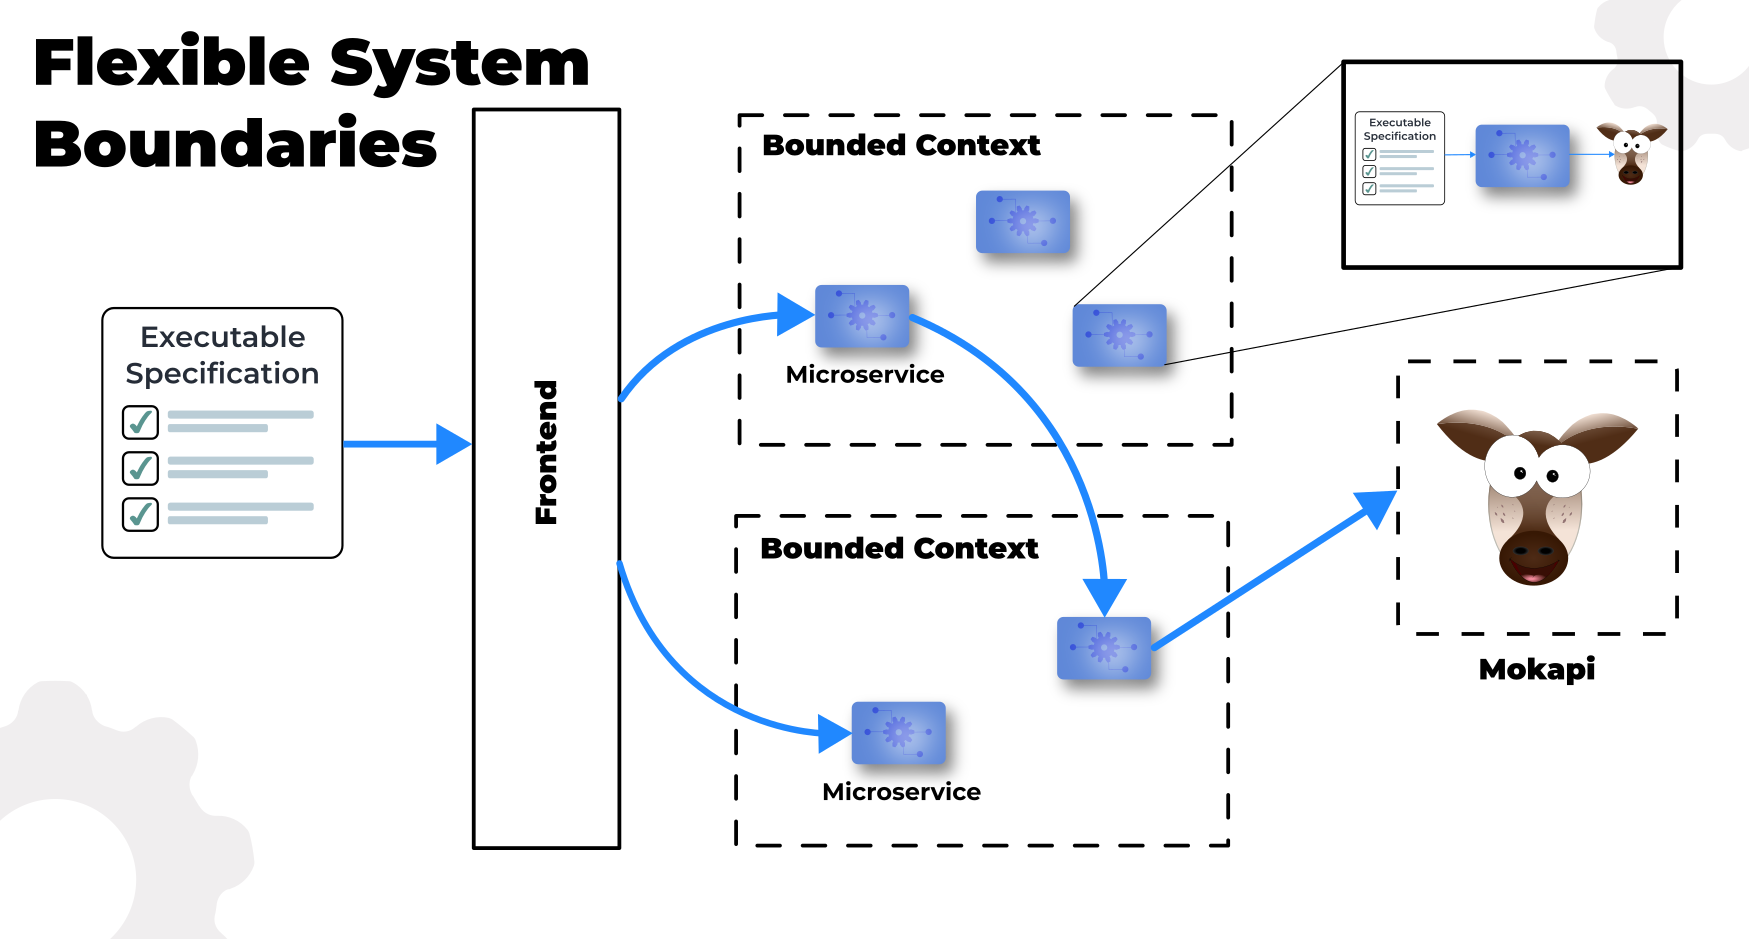 Flexible System
Boundaries
Executable
Specification
Frontend
Bounded Context
Microservice
Executable
Specification
Bounded Context
Microservice
Mokapi